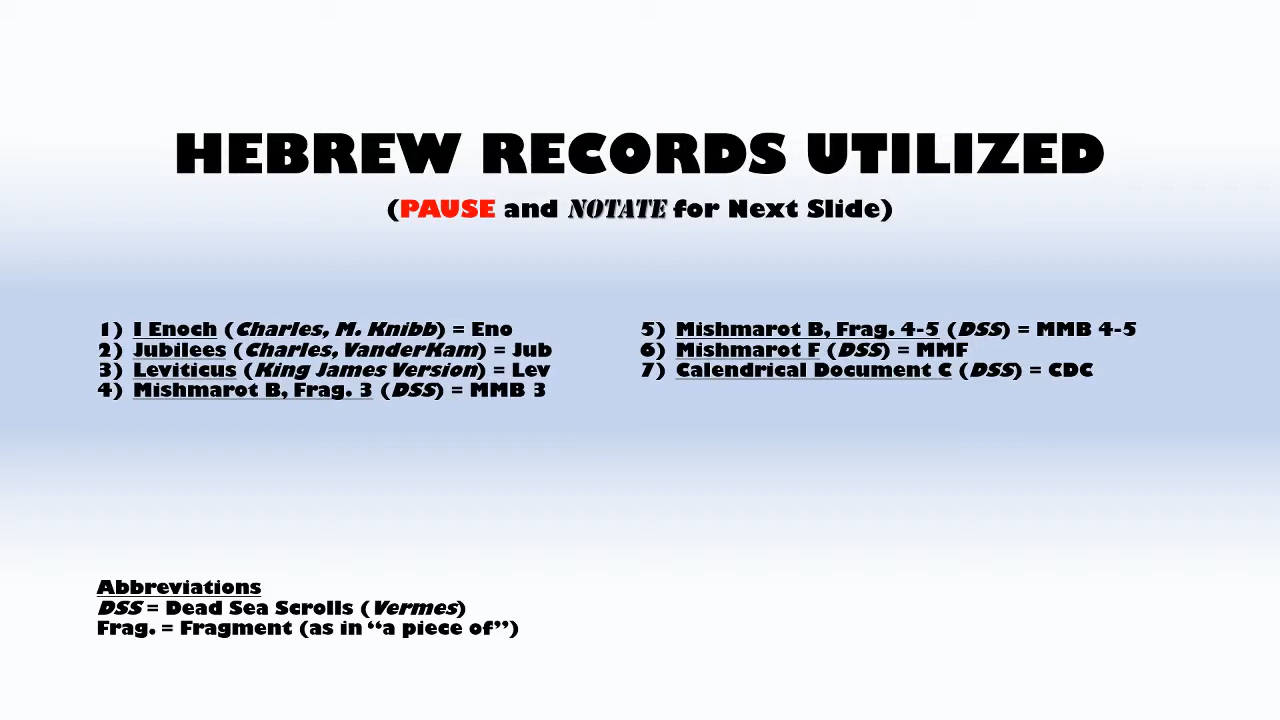 HEBREW RECORDS UTILIZED
(PAUSE and NOTATE for Next Slide)
1) I Enoch (Charles, M. Knibb) = Eno
2) Jubilees (Charles, VanderKam) = Jub
3) Leviticus (King James Version) = Lev
4) Mishmarot B, Frag. 3 (DSS) = MMB 3
5) Mishmarot B, Frag. 4-5 (DSS) = MMB 4-5
6) Mishmarot F (DSS) = MMF
7) Calendrical Document C (DSS) = CDC
Abbreviations
DSS = Dead Sea Scrolls (Vermes)
Frag. = Fragment (as in “a piece of”)